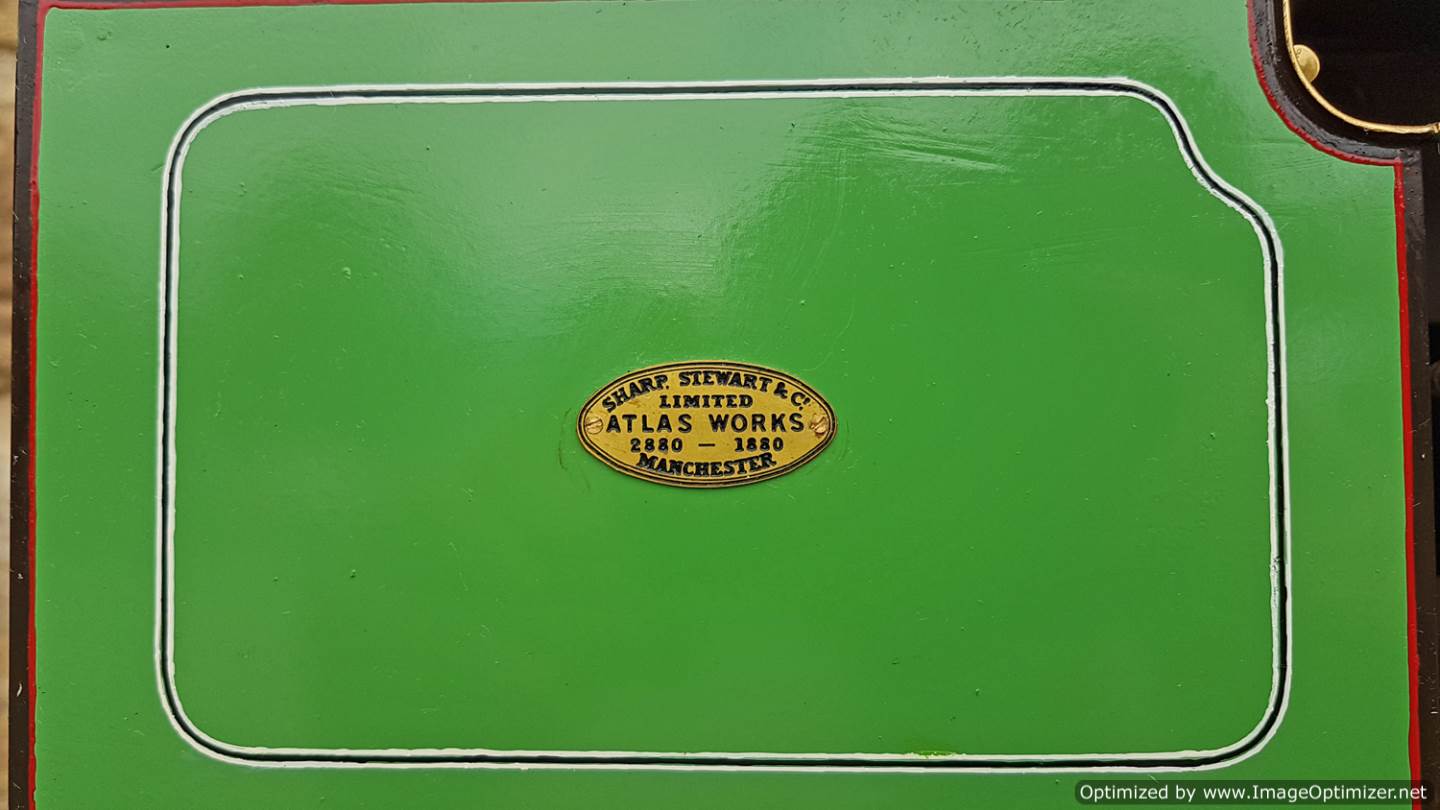 SHARP, STEWART & Co.
LIMITED
ATLAS WORKS
2880 — 1880
MANCHESTER
Optimized by www.ImageOptimizer.net